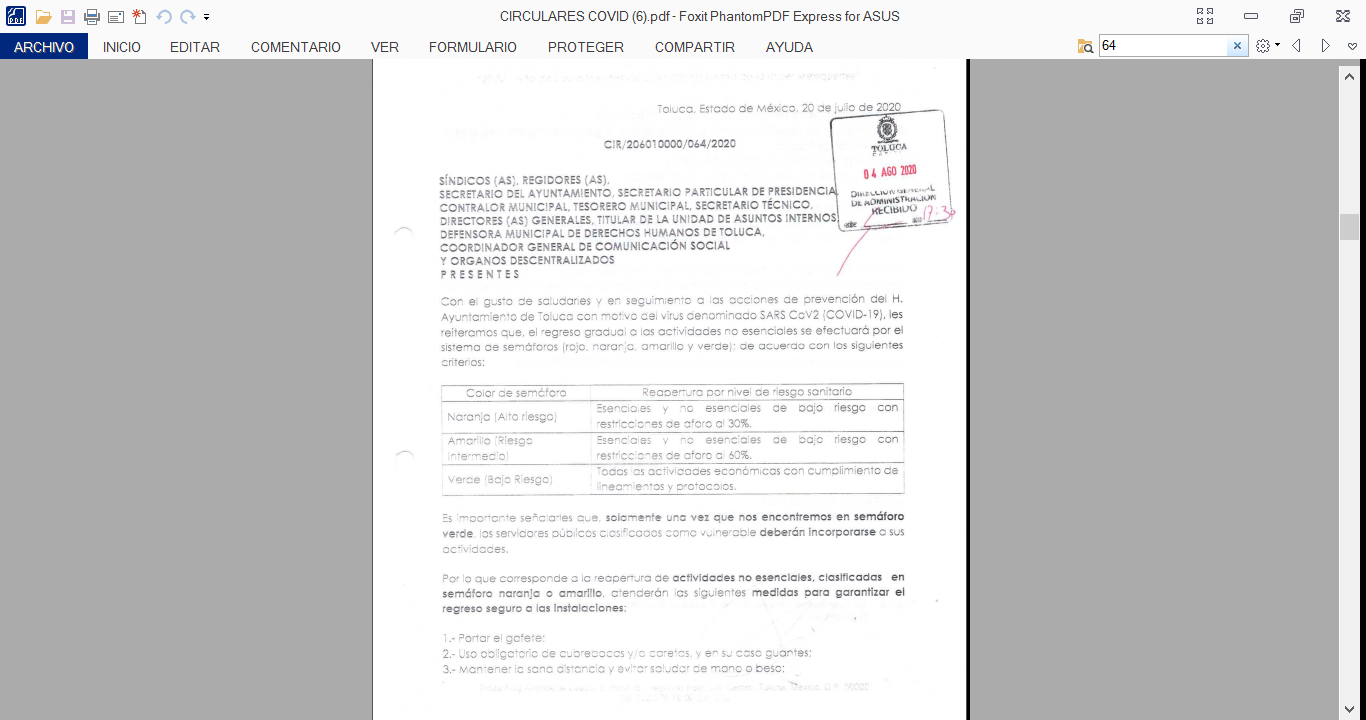 CIRCULARES COVID (6).pdf - Foxit PhantomPDF Express for ASUS
ARCHIVO INICIO EDITAR COMENTARIO VER FORMULARIO PROTEGER COMPARTIR AYUDA 64
Toluca, Estado de México, 20 de julio de 2020
CIR/206010000/064/2020
TOLUCA
04 AGO 2020
DIRECCIÓN GENERAL
DE ADMINISTRACIÓN
RECIBIDO 17:30
SÍNDICOS (AS), REGIDORES (AS),
SECRETARIO DEL AYUNTAMIENTO, SECRETARIO PARTICULAR DE PRESIDENCIA,
CONTRALOR MUNICIPAL, TESORERO MUNICIPAL, SECRETARIO TÉCNICO,
DIRECTORES (AS) GENERALES, TITULAR DE LA UNIDAD DE ASUNTOS INTERNOS,
DEFENSORA MUNICIPAL DE DERECHOS HUMANOS DE TOLUCA,
COORDINADOR GENERAL DE COMUNICACIÓN SOCIAL
Y ORGANOS DESCENTRALIZADOS
P R E S E N T E S
Con el gusto de saludarles y en seguimiento a las acciones de prevención del H.
Ayuntamiento de Toluca con motivo del virus denominado SARS CoV2 (COVID-19), les
reiteramos que, el regreso gradual a las actividades no esenciales se efectuará por el
sistema de semáforos (rojo, naranja, amarillo y verde); de acuerdo con los siguientes
criterios:
Color de semáforo Reapertura por nivel de riesgo sanitario
Naranja (Alto riesgo) Esenciales y no esenciales de bajo riesgo con
restricciones de aforo al 30%.
Amarillo (Riesgo Esenciales y no esenciales de bajo riesgo con
Intermedio) restricciones de aforo al 60%.
Verde (Bajo Riesgo) Todas las actividades económicas con cumplimiento de
lineamientos y protocolos.
Es importante señalarles que, solamente una vez que nos encontremos en semáforo
verde, los servidores públicos clasificados como vulnerable deberán incorporarse a sus
actividades.
Por lo que corresponde a la reapertura de actividades no esenciales, clasificadas en
semáforo naranja o amarillo, atenderán las siguientes medidas para garantizar el
regreso seguro a las instalaciones:
1.- Portar el gafete;
2.- Uso obligatorio de cubrebocas y/o caretas, y en su caso guantes;
3.- Mantener la sana distancia y evitar saludar de mano o beso;